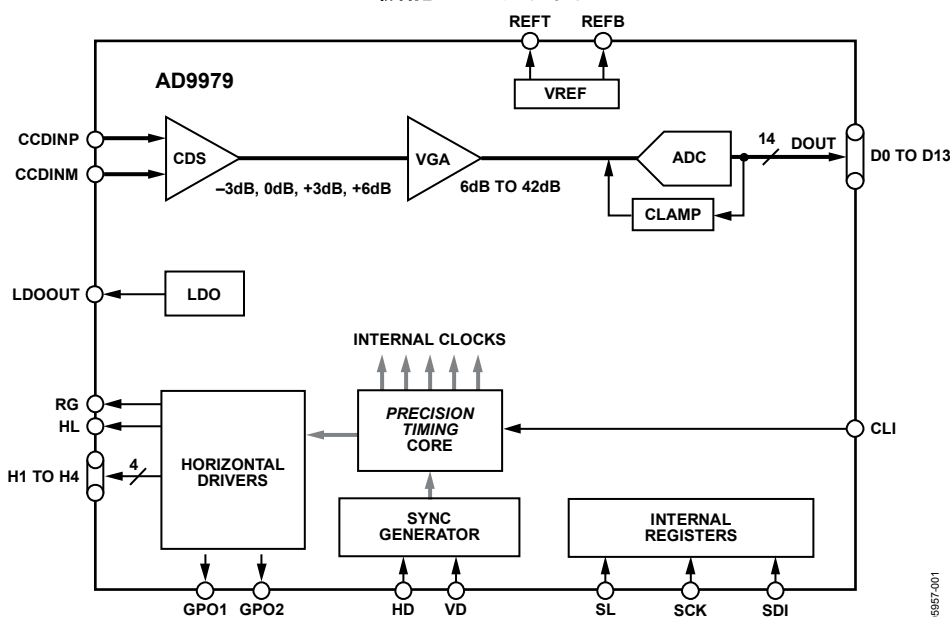 REFT REFB
AD9979
VREF
CCDINP
CCDINM
CDS
–3dB, 0dB, +3dB, +6dB
VGA
6dB TO 42dB
ADC
14
DOUT
D0 TO D13
CLAMP
LDOOUT
LDO
INTERNAL CLOCKS
RG
HL
H1 TO H4
4
HORIZONTAL
DRIVERS
PRECISION
TIMING
CORE
CLI
SYNC
GENERATOR
INTERNAL
REGISTERS
GPO1 GPO2 HD VD SL SCK SDI